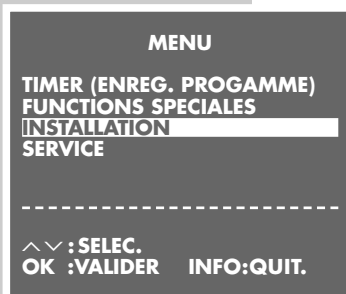 MENU
TIMER (ENREG. PROGAMME)
FUNCTIONS SPECIALES
INSTALLATION
SERVICE
: SELEC.
OK :VALIDER INFO:QUIT.